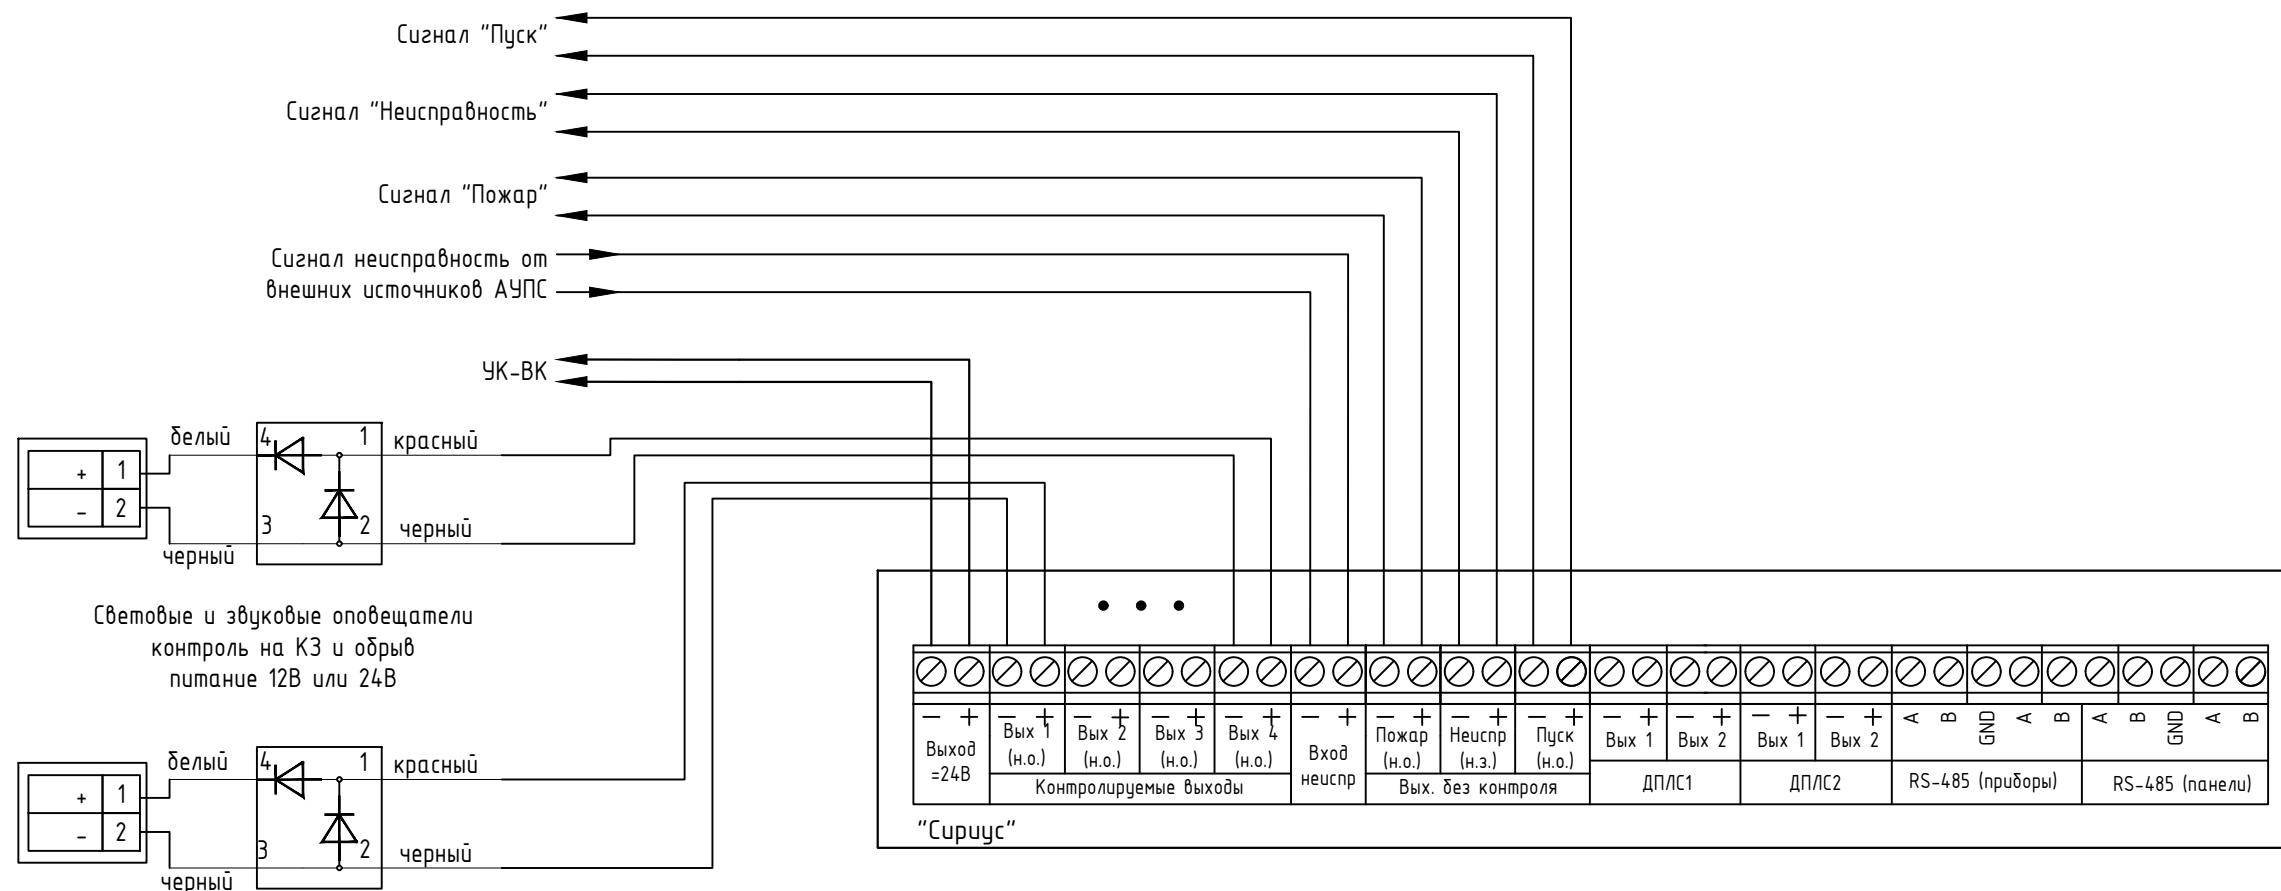 Сигнал "Пуск"
Сигнал "Неисправность"
Сигнал "Пожар"
Сигнал неисправность от
внешних источников АУПС
УК-ВК
белый
4
1
красный
+
1
-
2
3
2
черный
черный
Световые и звуковые оповещатели
контроль на КЗ и обрыв
питание 12В или 24В
белый
4
1
красный
+
1
-
2
3
2
черный
черный
− + − + − + − + − + − + − + − + − + − + − + − + − + A B GND A B A B GND A B
Выход
=24В
Вых 1
(н.о.)
Вых 2
(н.о.)
Вых 3
(н.о.)
Вых 4
(н.о.)
Контролируемые выходы
Вход
неиспр
Пожар
(н.о.)
Неиспр
(н.з.)
Пуск
(н.о.)
Вых. без контроля
Вых 1
Вых 2
ДПЛС1
Вых 1
Вых 2
ДПЛС2
RS-485 (приборы)
RS-485 (панели)
"Сириус"